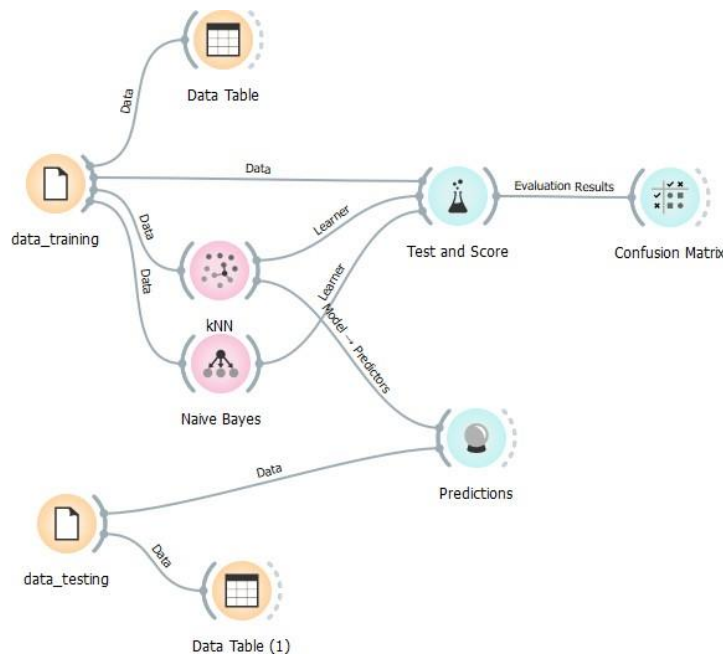 Data Table
Data
Data
data_training
Data
Data
Learner
Learner
kNN
Naive Bayes
Test and Score
Evaluation Results
Confusion Matrix
Model → Predictors
Predictions
Data
data_testing
Data
Data Table (1)